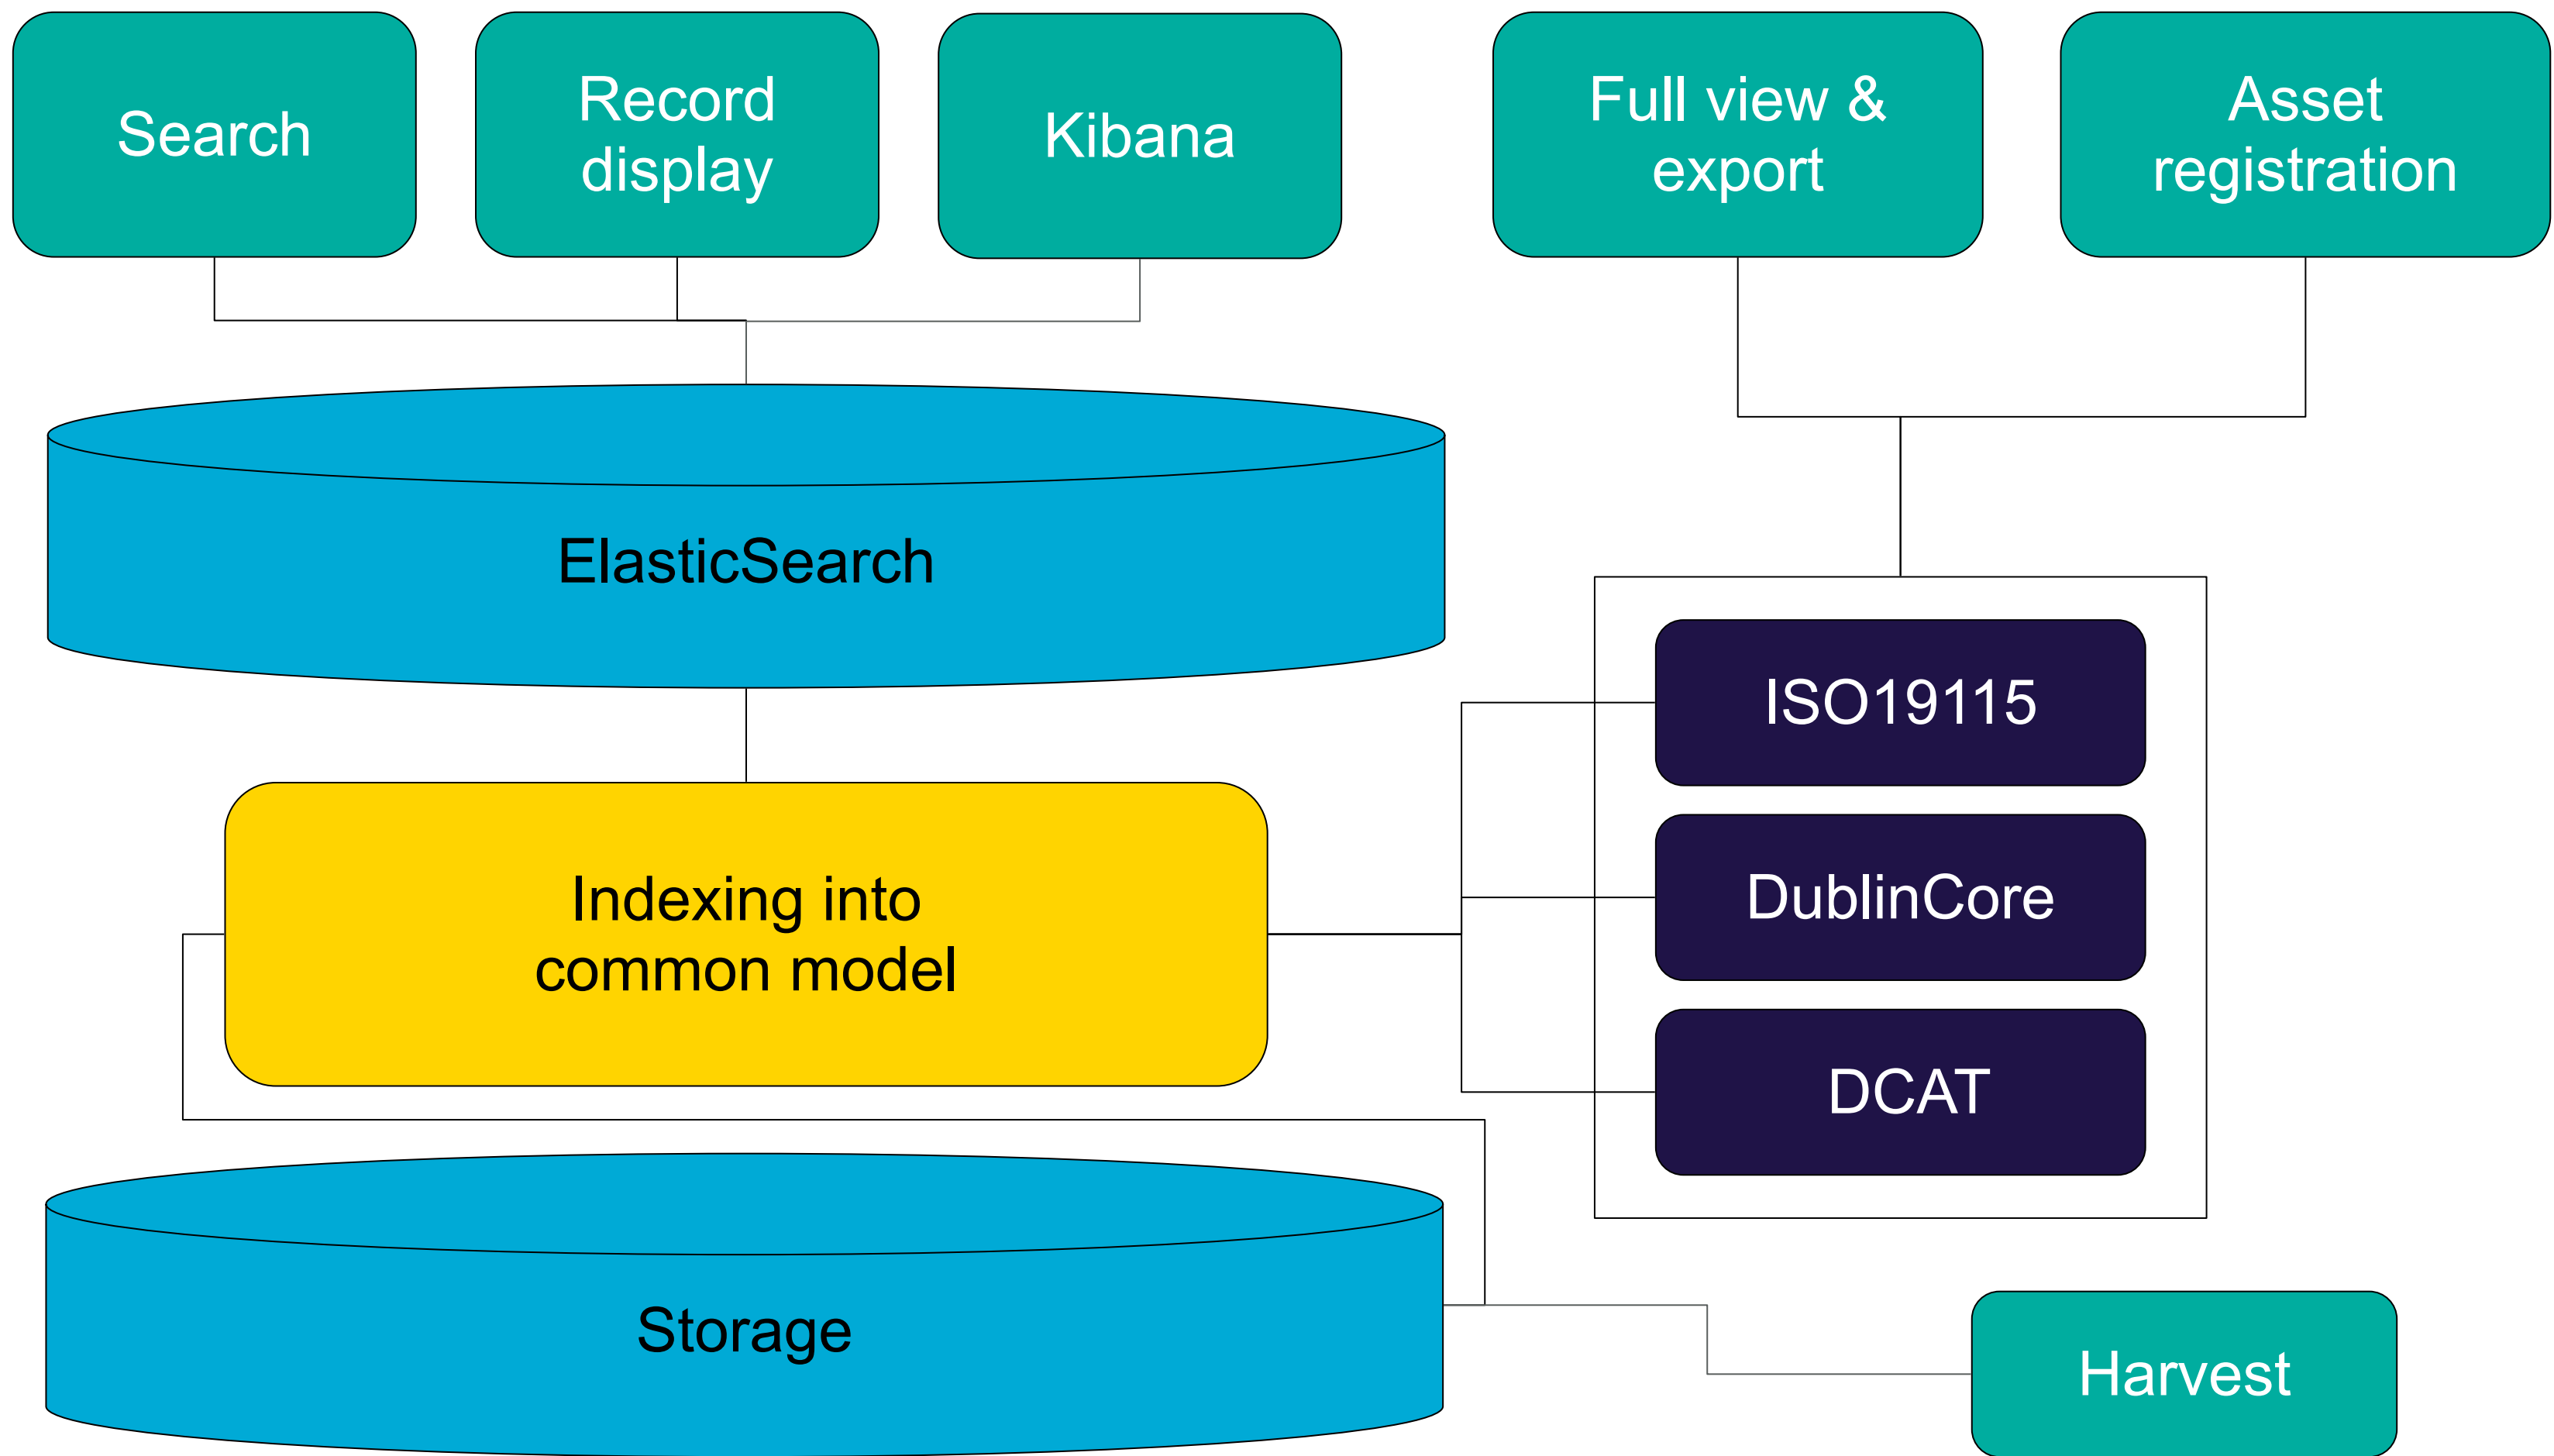 Search
Record
display
Kibana
Full view &
export
Asset
registration
ElasticSearch
ISO19115
DublinCore
DCAT
Indexing into
common model
Storage
Harvest